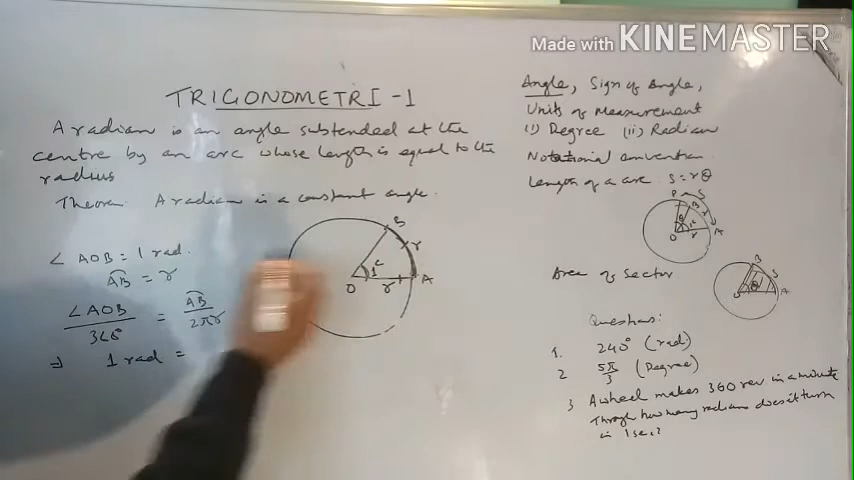 Made with KINEMASTER
TRIGONOMETRI-1
A radian is an angle subtended at the
centre by an arc whose length is equal to the
radius
Theorem A radian is a constant angle.
∠AOB = 1 rad.
AB = r
∠AOB / 360° = AB / 2πr
⇒ 1 rad =
B
r
1ᶜ
O
r
A
Angle, Sign of Angle,
Units of Measurement
(i) Degree (ii) Radian
Notational convention
Length of a arc S = rθ
P
S
B
r
A
θ
1ᶜ
O
r
Area of Sector
B
S
θ
A
Questions:
1. 240° (rad)
2 5π/3 (Degree)
3 A wheel makes 360 rev in a minute
Through how many radians does it turn
in 1 sec?